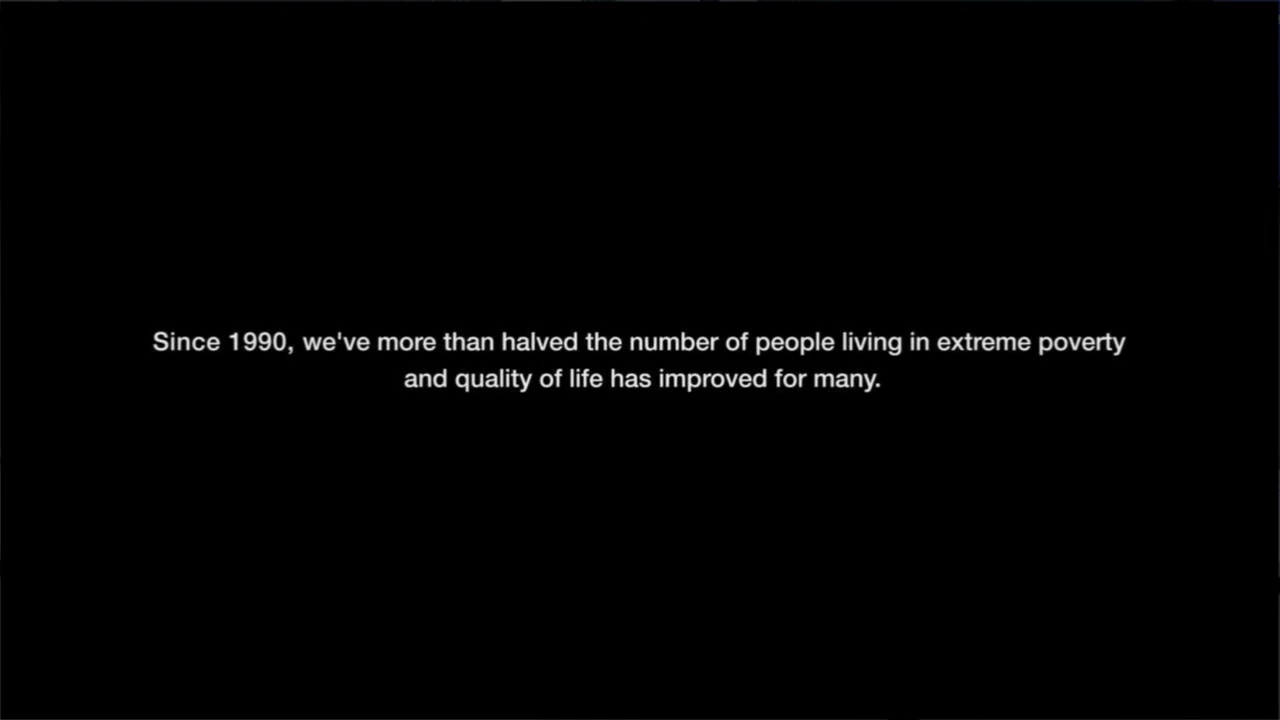 Since 1990, we've more than halved the number of people living in extreme poverty
and quality of life has improved for many.